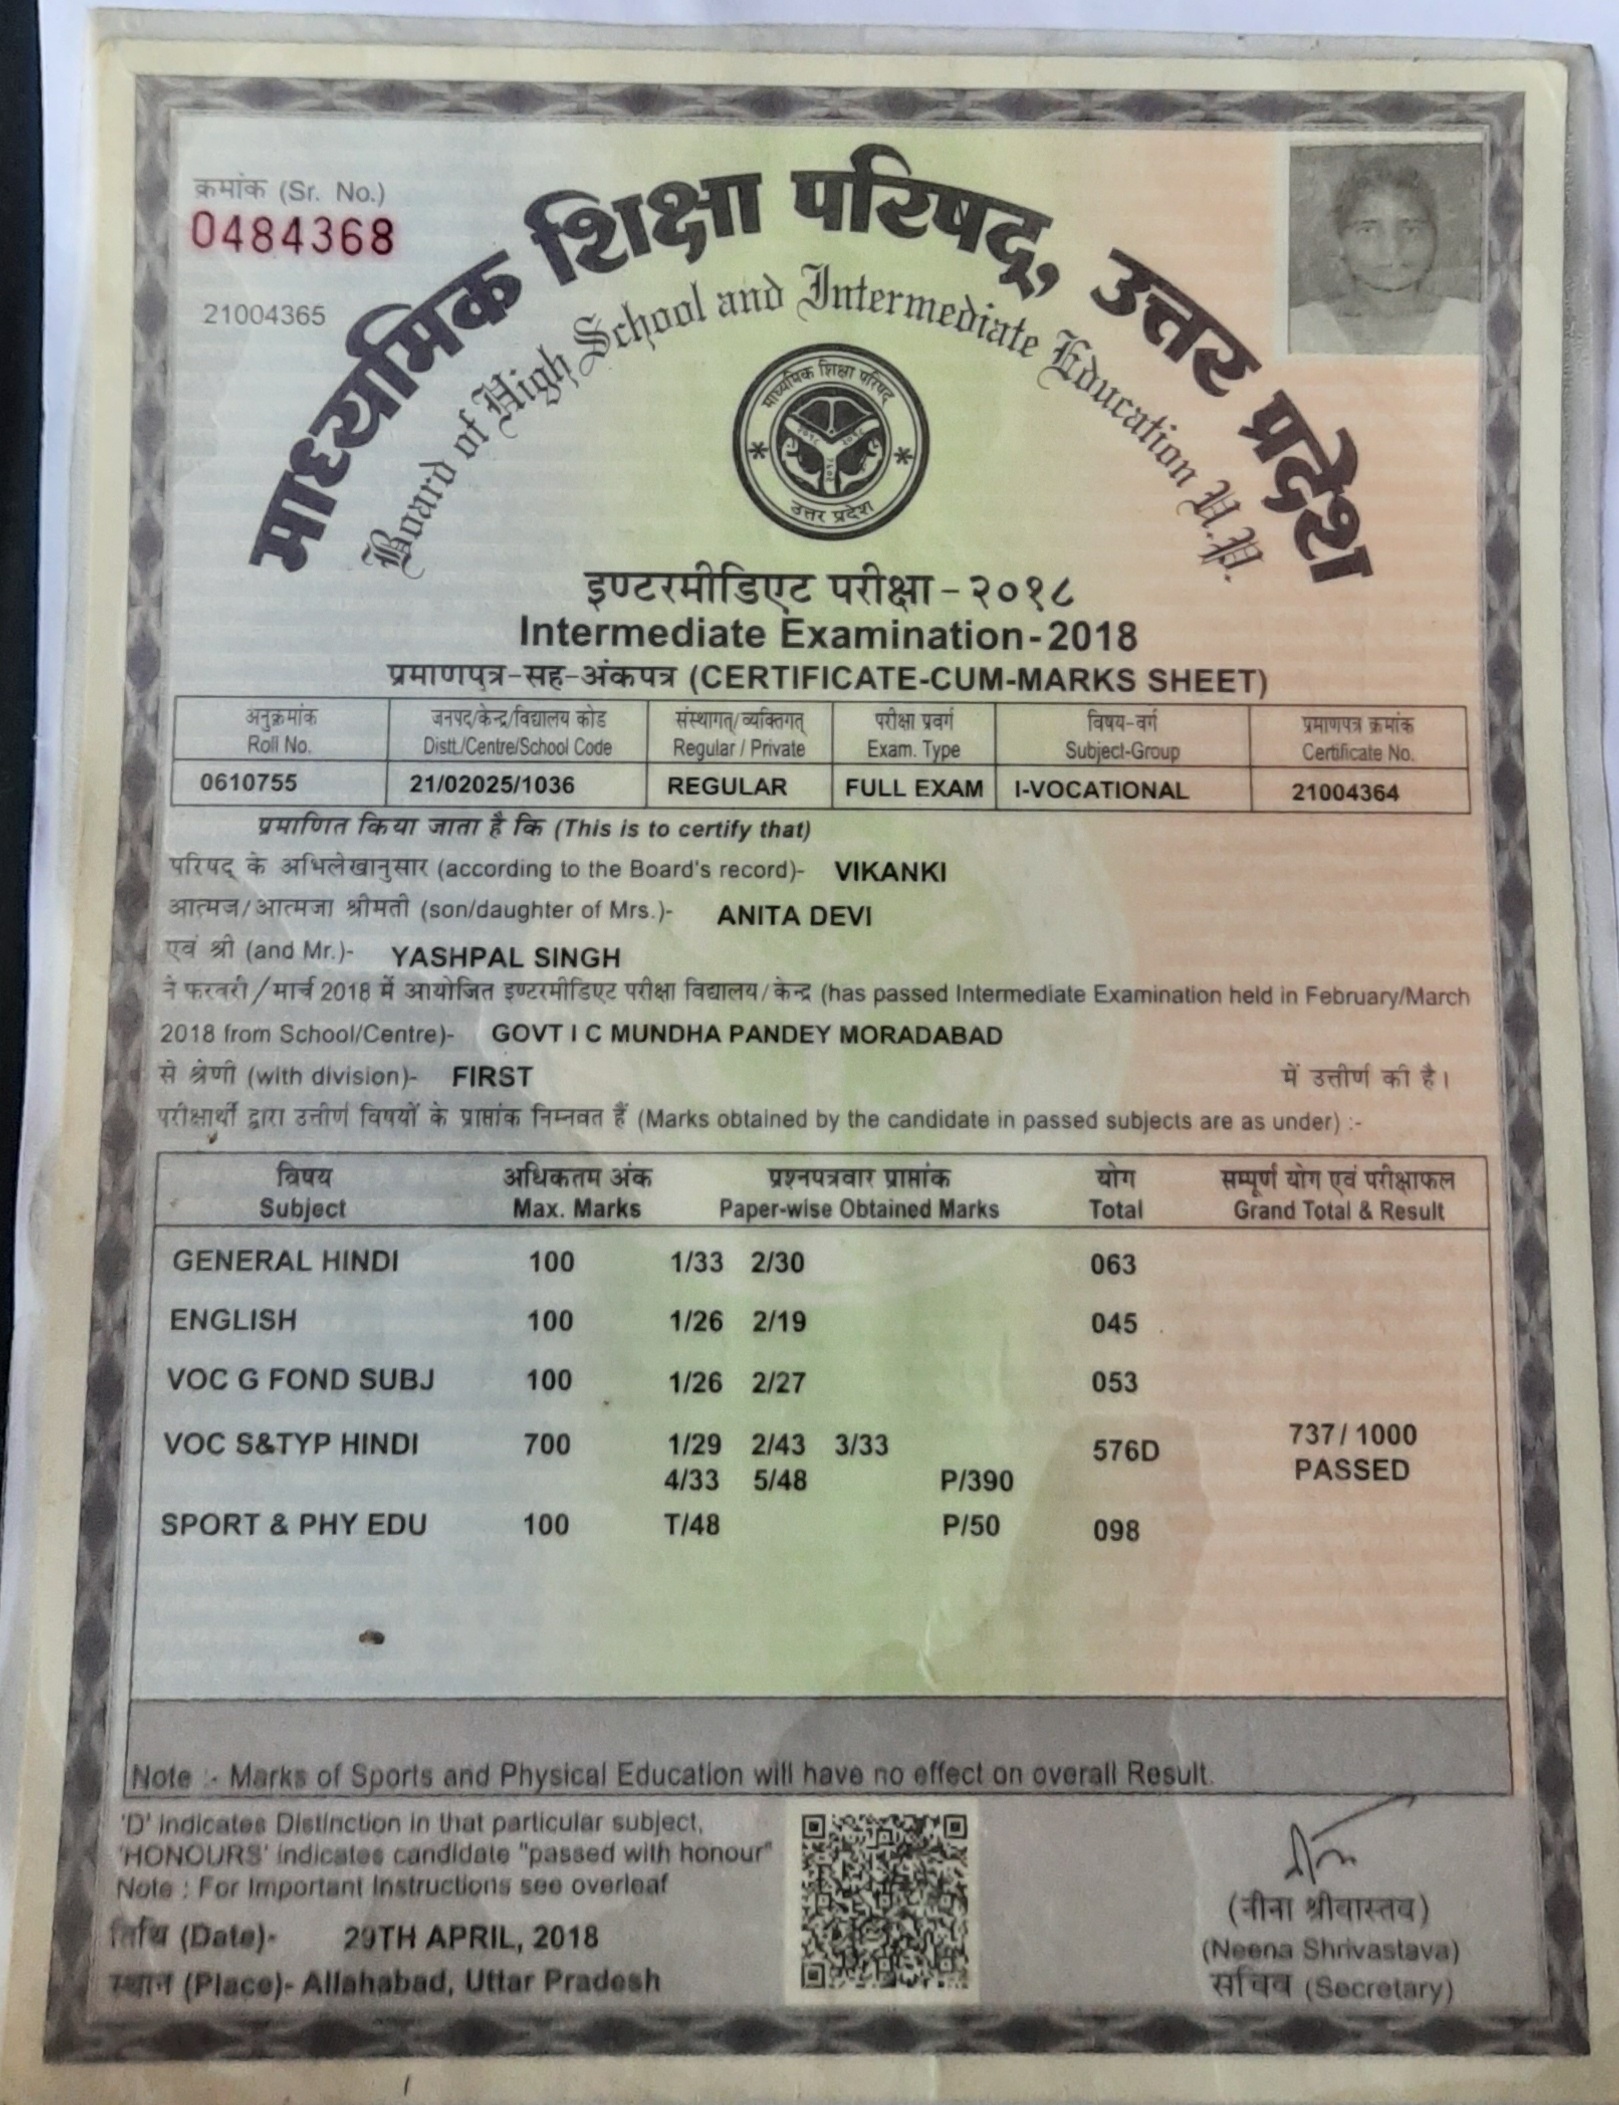 क्रमांक (Sr. No.)
0484368
21004365
माध्यमिक शिक्षा परिषद्, उत्तर प्रदेश
Board of High School and Intermediate Education U.P.
माध्यमिक शिक्षा परिषद
उत्तर प्रदेश
इण्टरमीडिएट परीक्षा-२०१८
Intermediate Examination-2018
प्रमाणपत्र-सह-अंकपत्र (CERTIFICATE-CUM-MARKS SHEET)
अनुक्रमांक जनपद/केन्द्र/विद्यालय कोड संस्थागत्/व्यक्तिगत् परीक्षा प्रवर्ग विषय-वर्ग प्रमाणपत्र क्रमांक
Roll No. Distt./Centre/School Code Regular / Private Exam. Type Subject-Group Certificate No.
0610755 21/02025/1036 REGULAR FULL EXAM I-VOCATIONAL 21004364
प्रमाणित किया जाता है कि (This is to certify that)
परिषद् के अभिलेखानुसार (according to the Board's record)- VIKANKI
आत्मज/आत्मजा श्रीमती (son/daughter of Mrs.)- ANITA DEVI
एवं श्री (and Mr.)- YASHPAL SINGH
ने फरवरी/मार्च 2018 में आयोजित इण्टरमीडिएट परीक्षा विद्यालय/केन्द्र (has passed Intermediate Examination held in February/March
2018 from School/Centre)- GOVT I C MUNDHA PANDEY MORADABAD
से श्रेणी (with division)- FIRST में उत्तीर्ण की है।
परीक्षार्थी द्वारा उत्तीर्ण विषयों के प्राप्तांक निम्नवत हैं (Marks obtained by the candidate in passed subjects are as under) :-
विषय अधिकतम अंक प्रश्नपत्रवार प्राप्तांक योग सम्पूर्ण योग एवं परीक्षाफल
Subject Max. Marks Paper-wise Obtained Marks Total Grand Total & Result
GENERAL HINDI 100 1/33 2/30 063
ENGLISH 100 1/26 2/19 045
VOC G FOND SUBJ 100 1/26 2/27 053
VOC S&TYP HINDI 700 1/29 2/43 3/33 576D 737/ 1000
4/33 5/48 P/390 PASSED
SPORT & PHY EDU 100 T/48 P/50 098
Note :- Marks of Sports and Physical Education will have no effect on overall Result.
'D' indicates Distinction in that particular subject,
'HONOURS' indicates candidate "passed with honour"
Note : For Important Instructions see overleaf
तिथि (Date)- 29TH APRIL, 2018
स्थान (Place)- Allahabad, Uttar Pradesh
(नीना श्रीवास्तव)
(Neena Shrivastava)
सचिव (Secretary)